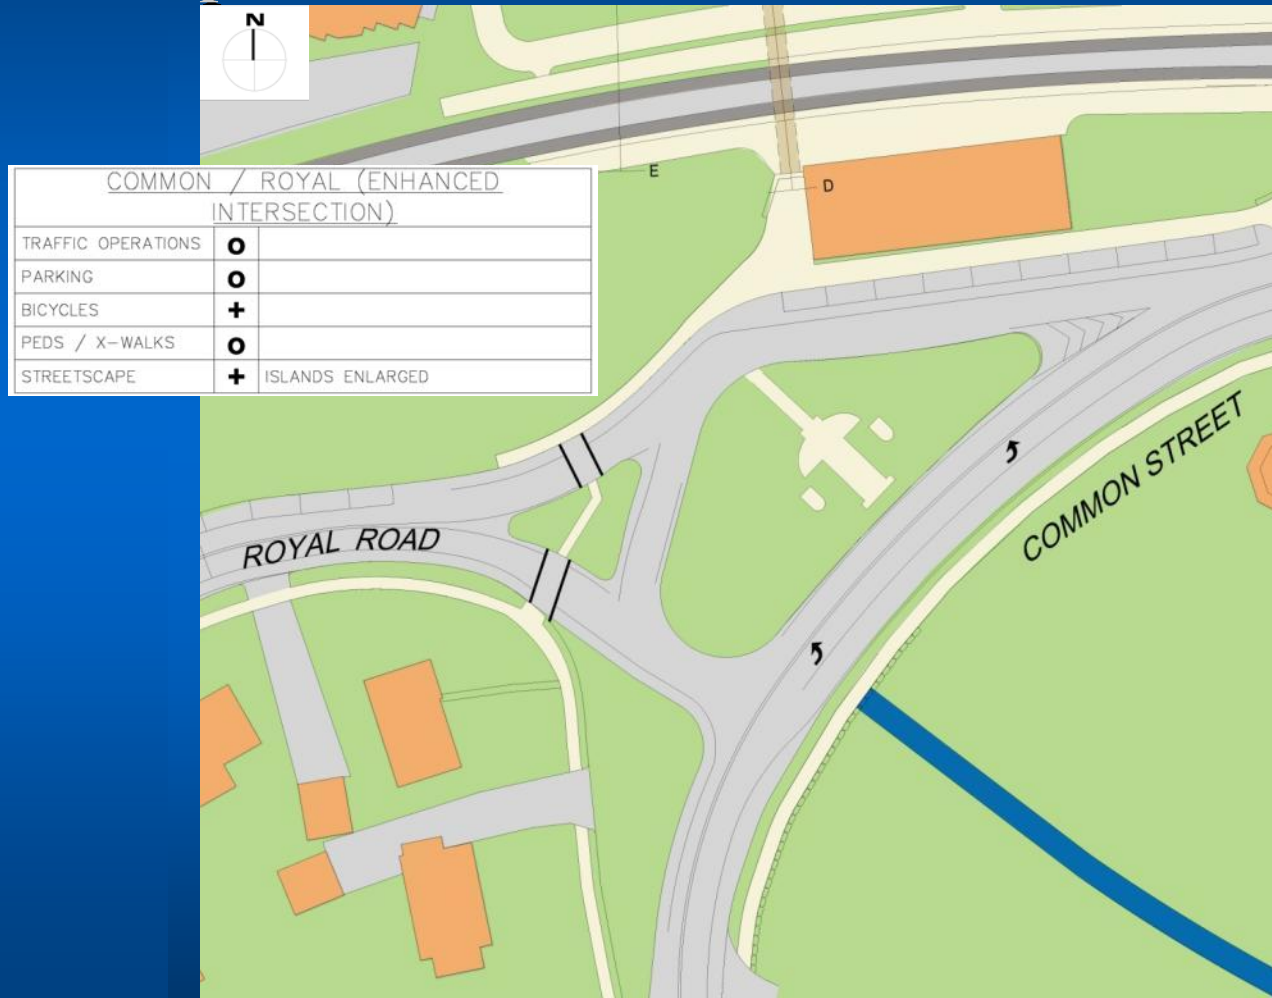 N
E
D
COMMON / ROYAL (ENHANCED
INTERSECTION)
TRAFFIC OPERATIONS O
PARKING O
BICYCLES +
PEDS / X-WALKS O
STREETSCAPE + ISLANDS ENLARGED
COMMON STREET
ROYAL ROAD